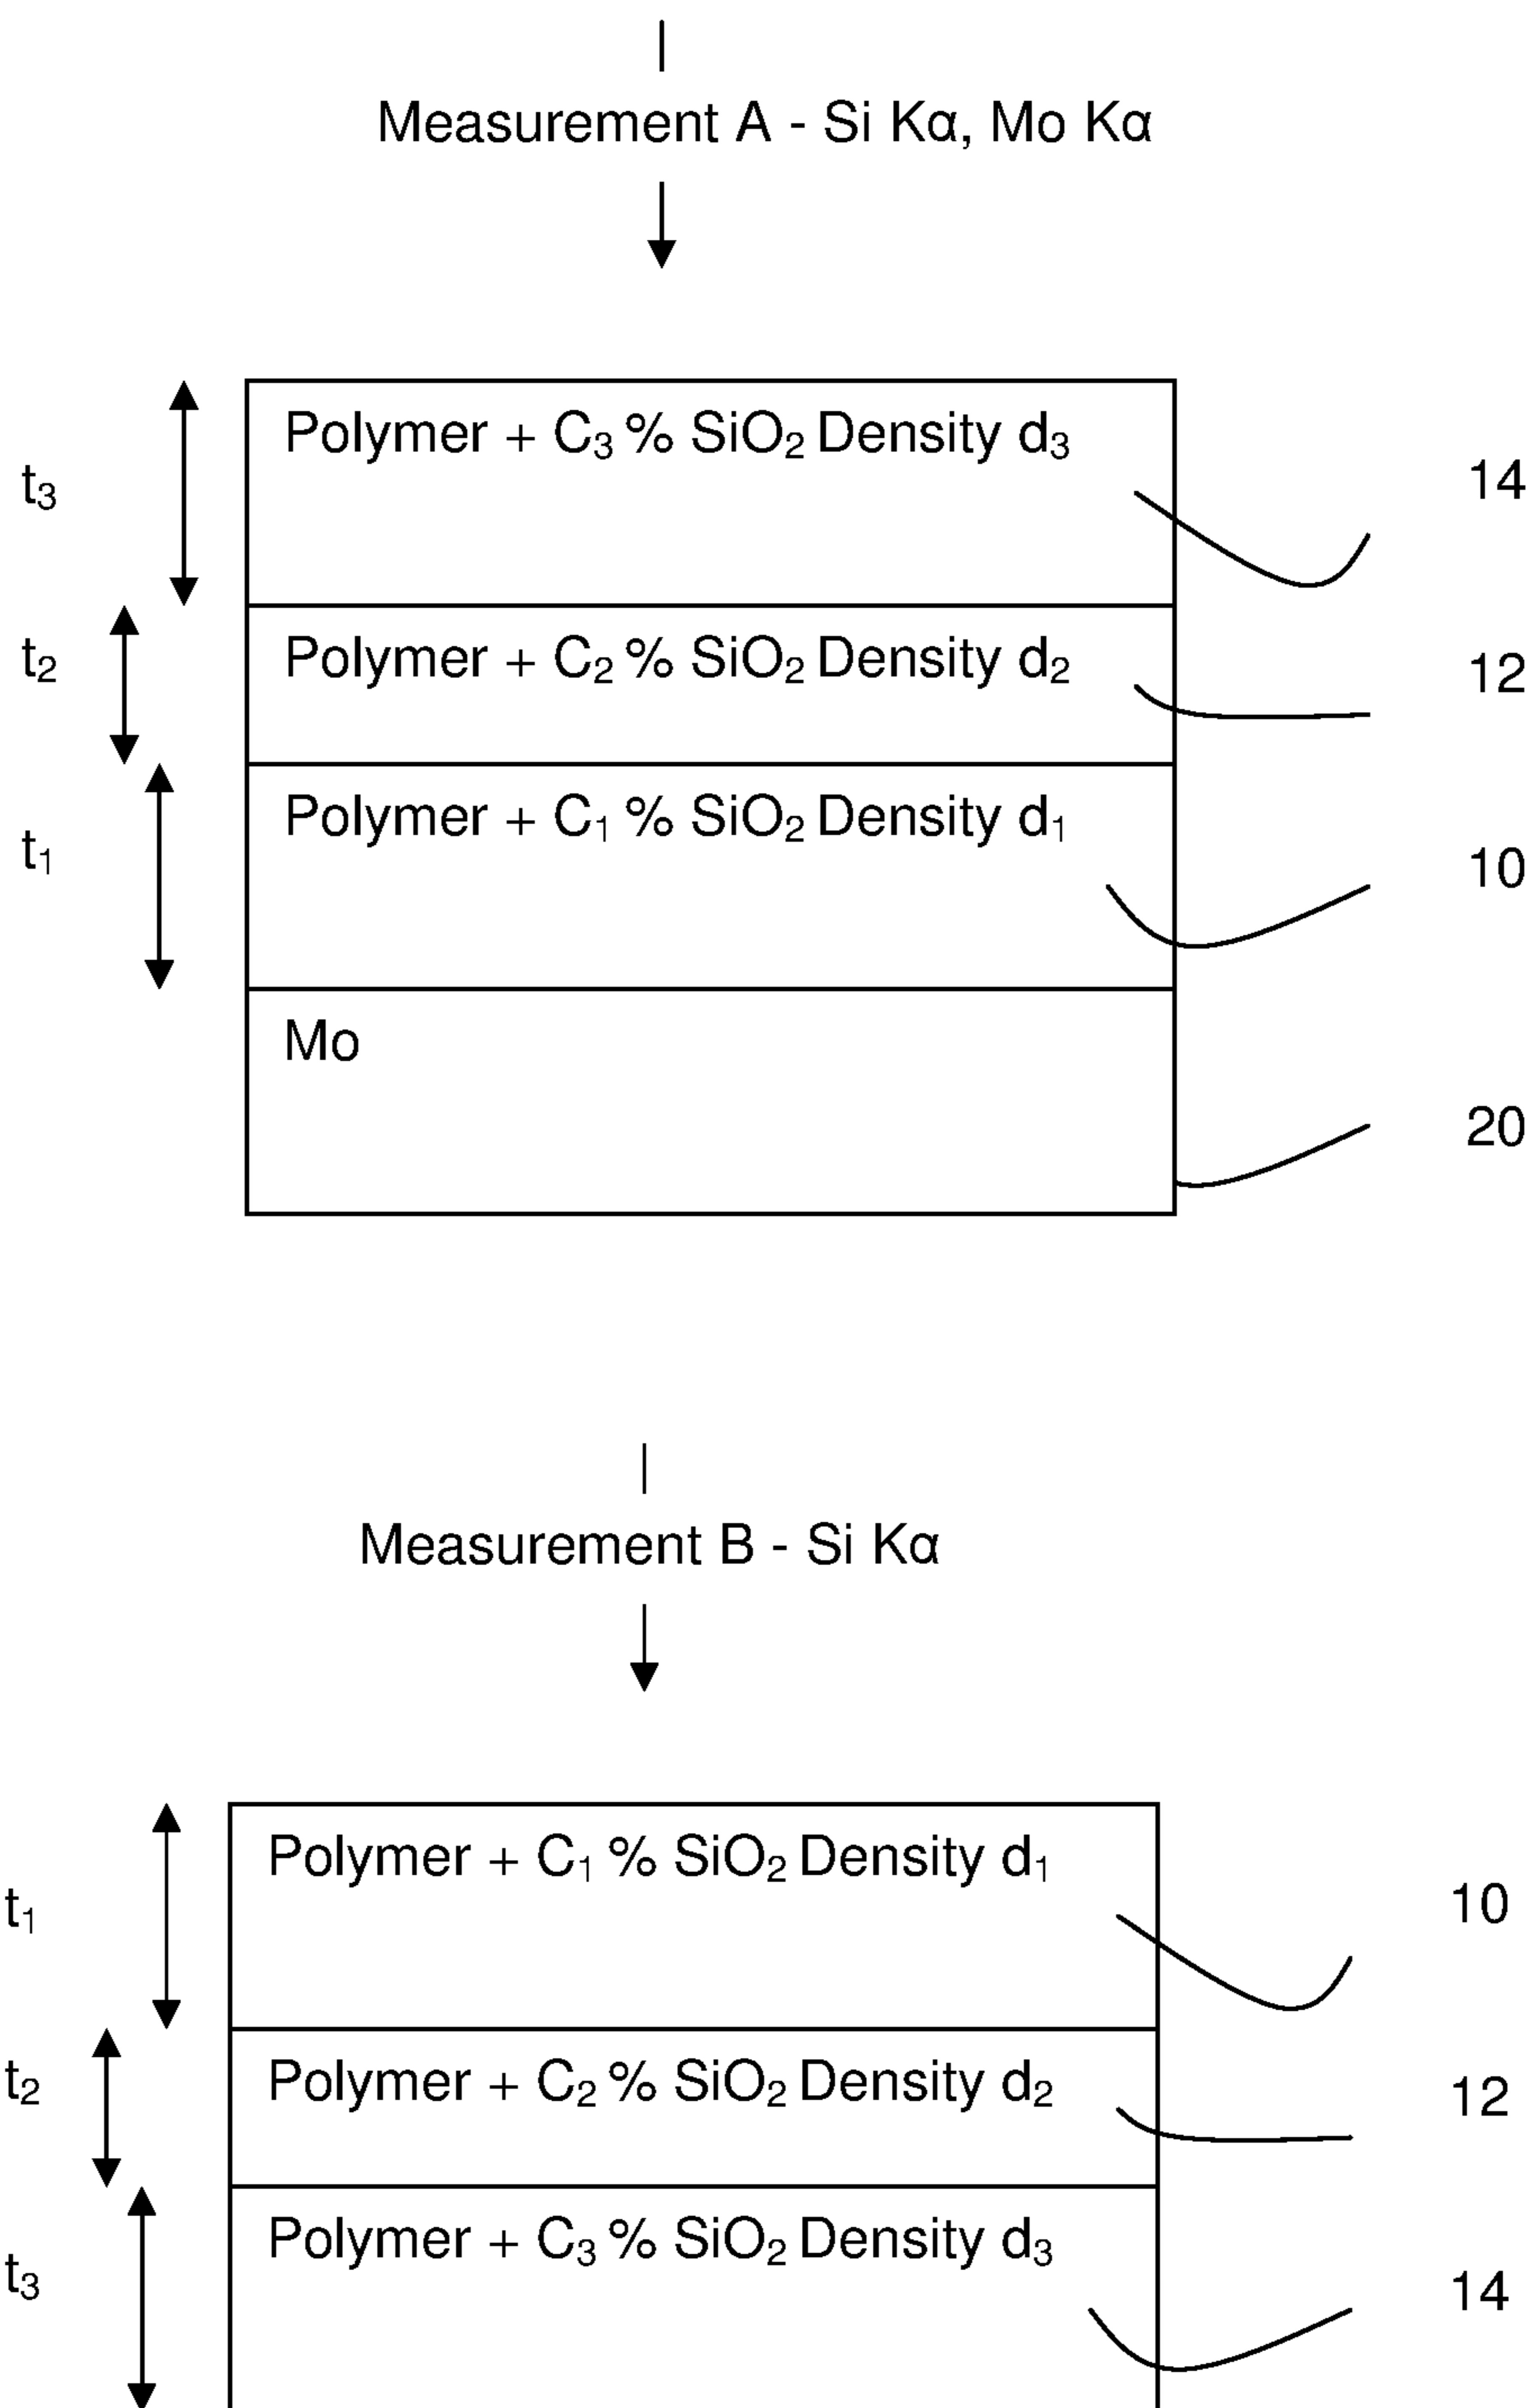 Measurement A - Si Kα, Mo Kα
Polymer + C₃ % SiO₂ Density d₃
t₃
14
Polymer + C₂ % SiO₂ Density d₂
t₂
12
Polymer + C₁ % SiO₂ Density d₁
t₁
10
Mo
20
Measurement B - Si Kα
Polymer + C₁ % SiO₂ Density d₁
t₁
10
Polymer + C₂ % SiO₂ Density d₂
t₂
12
Polymer + C₃ % SiO₂ Density d₃
t₃
14